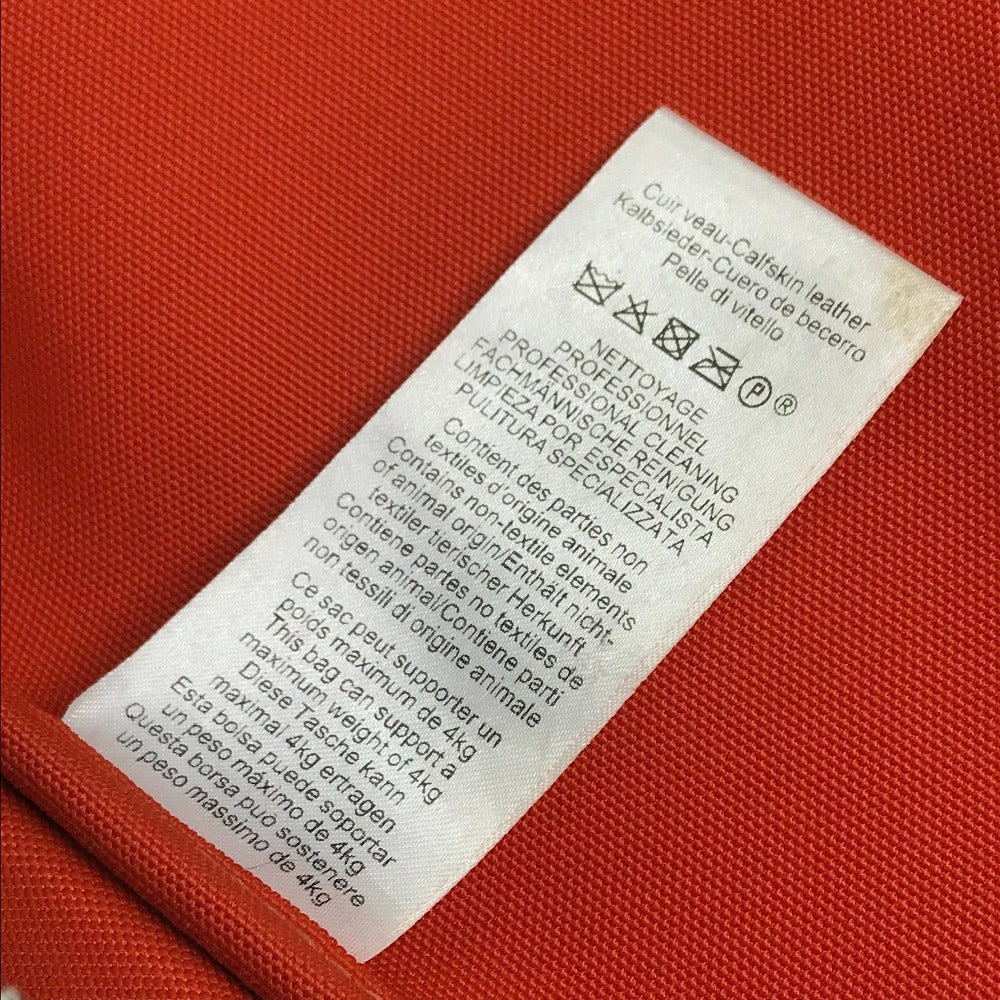 Cuir veau-Calfskin leather
Kalbsleder-Cuero de becerro
Pelle di vitello
P ®
NETTOYAGE
PROFESSIONNEL
PROFESSIONAL CLEANING
FACHMÄNNISCHE REINIGUNG
LIMPIEZA POR ESPECIALISTA
PULITURA SPECIALIZZATA
Contient des parties non
textiles d'origine animale
Contains non-textile elements
of animal origin/Enthält nicht-
textiler tierischer Herkunft
Contiene partes no textiles de
origen animal/Contiene parti
non tessili di origine animale
Ce sac peut supporter un
poids maximum de 4kg
This bag can support a
maximum weight of 4kg
Diese Tasche kann
maximal 4kg ertragen
Esta bolsa puede soportar
un peso máximo de 4kg
Questa borsa puo sostenere
un peso massimo de 4kg